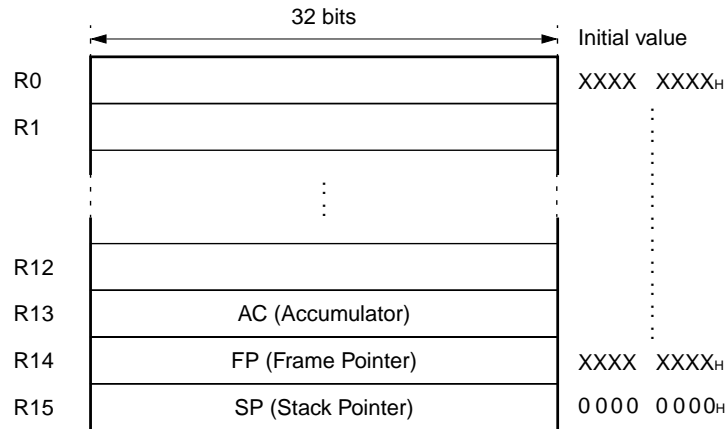 32 bits
Initial value
R0 XXXX XXXXH
R1
R12
R13 AC (Accumulator)
R14 FP (Frame Pointer) XXXX XXXXH
R15 SP (Stack Pointer) 0000 0000H